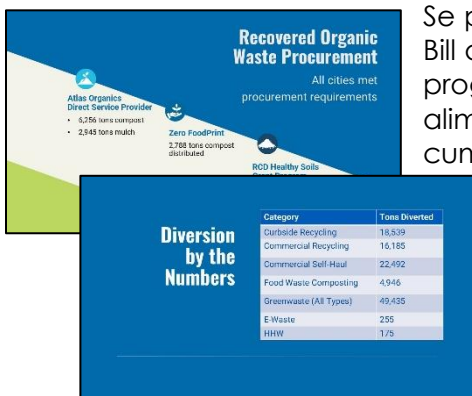 Se p
Bill d
prog
alim
cum
Recovered Organic
Waste Procurement
All cities met
procurement requirements
Atlas Organics
Direct Service Provider
• 6,256 tons compost
• 2,945 tons mulch
Zero FoodPrint
2,788 tons compost
distributed
RCD Healthy Soils
Diversion
by the
Numbers
Category Tons Diverted
Curbside Recycling 18,539
Commercial Recycling 16,185
Commercial Self-Haul 22,492
Food Waste Composting 4,946
Greenwaste (All Types) 49,435
E-Waste 255
HHW 175